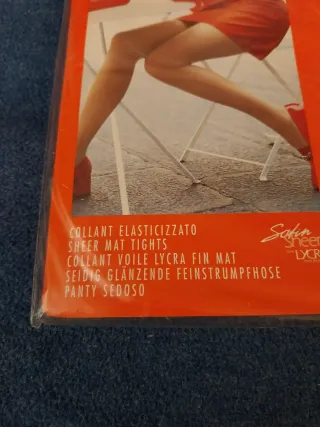 COLLANT ELASTICIZZATO
SHEER MAT TIGHTS
COLLANT VOILE LYCRA FIN MAT
SEIDIG GLÄNZENDE FEINSTRUMPFHOSE
PANTY SEDOSO
Satin
Sheer
LYCRA